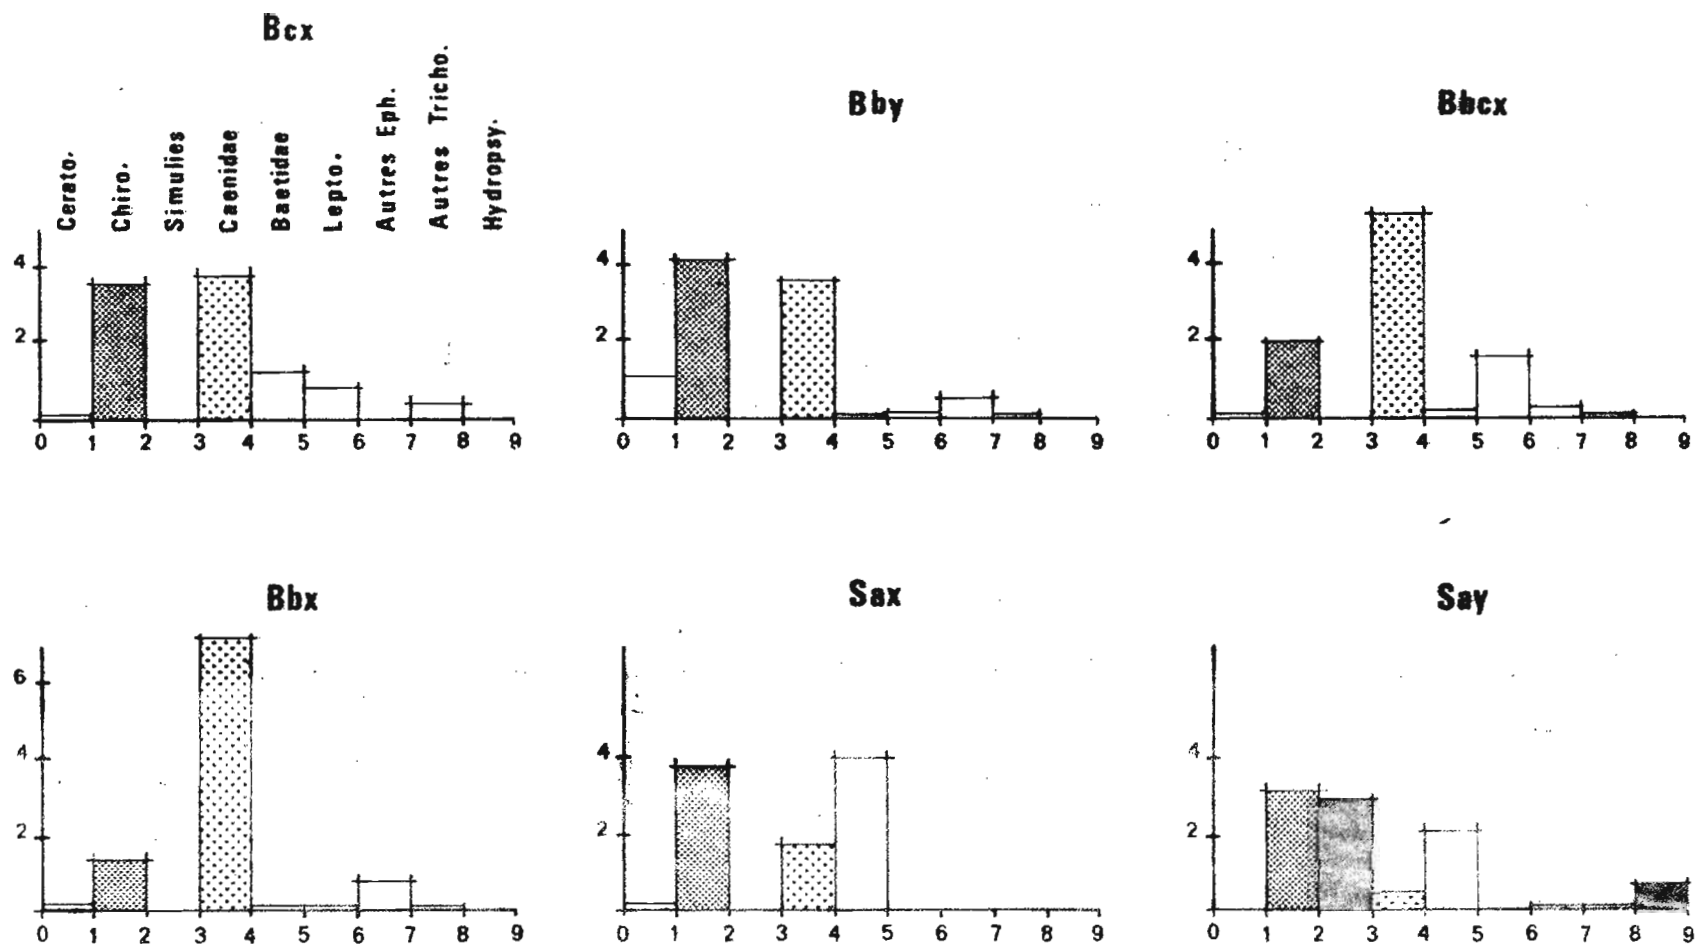 Bcx
Cerato.
Chiro.
Simulies
Caenidae
Baetidae
Lepto.
Autres Eph.
Autres Tricho.
Hydropsy.
4
2
0 1 2 3 4 5 6 7 8 9
Bby
4
2
0 1 2 3 4 5 6 7 8 9
Bbcx
4
2
0 1 2 3 4 5 6 7 8 9
Bbx
6
4
2
0 1 2 3 4 5 6 7 8 9
Sax
4
2
0 1 2 3 4 5 6 7 8 9
Say
4
2
0 1 2 3 4 5 6 7 8 9